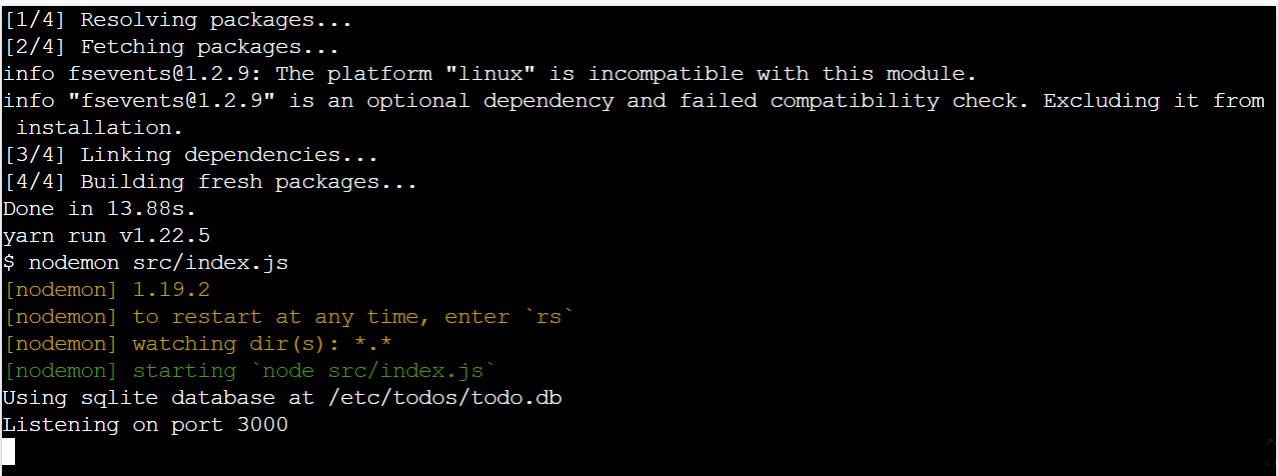 [1/4] Resolving packages...
[2/4] Fetching packages...
info fsevents@1.2.9: The platform "linux" is incompatible with this module.
info "fsevents@1.2.9" is an optional dependency and failed compatibility check. Excluding it from
 installation.
[3/4] Linking dependencies...
[4/4] Building fresh packages...
Done in 13.88s.
yarn run v1.22.5
$ nodemon src/index.js
[nodemon] 1.19.2
[nodemon] to restart at any time, enter `rs`
[nodemon] watching dir(s): *.*
[nodemon] starting `node src/index.js`
Using sqlite database at /etc/todos/todo.db
Listening on port 3000